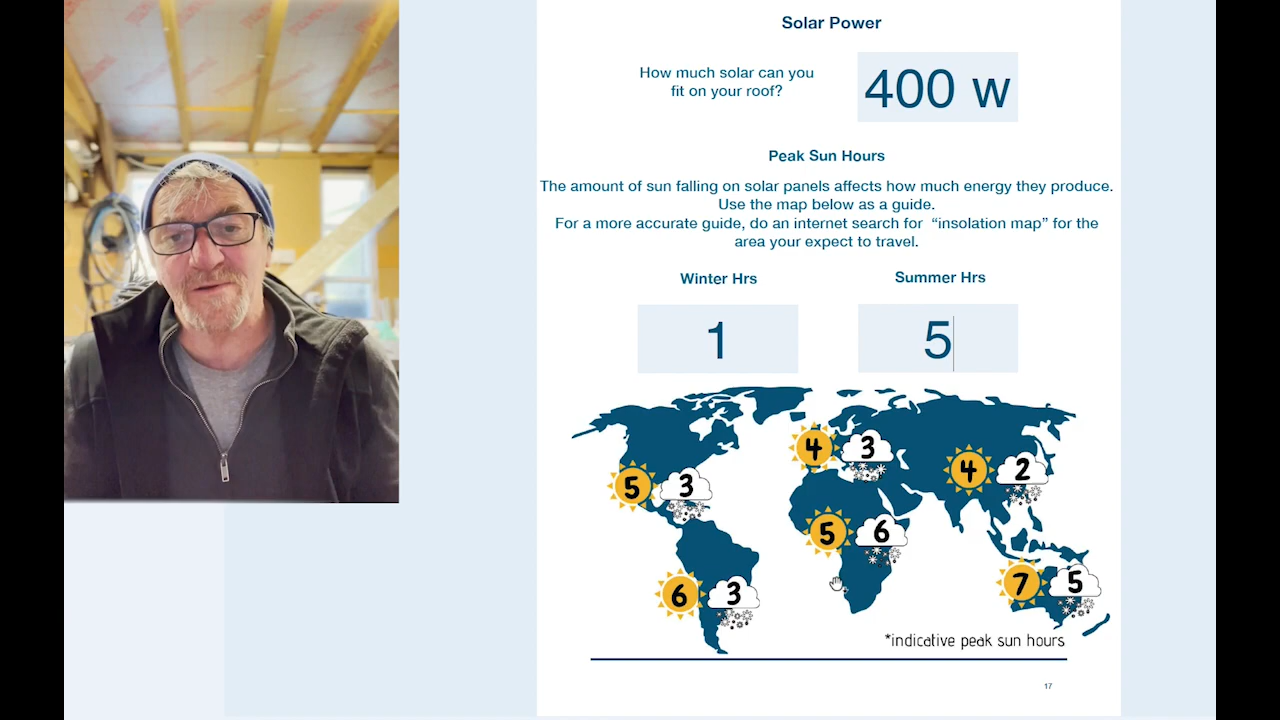 Solar Power
How much solar can you
fit on your roof?
400 w
Peak Sun Hours
The amount of sun falling on solar panels affects how much energy they produce.
Use the map below as a guide.
For a more accurate guide, do an internet search for “insolation map” for the
area your expect to travel.
Winter Hrs
Summer Hrs
1
5
4
3
4
2
5
3
5
6
6
3
7
5
*indicative peak sun hours
17